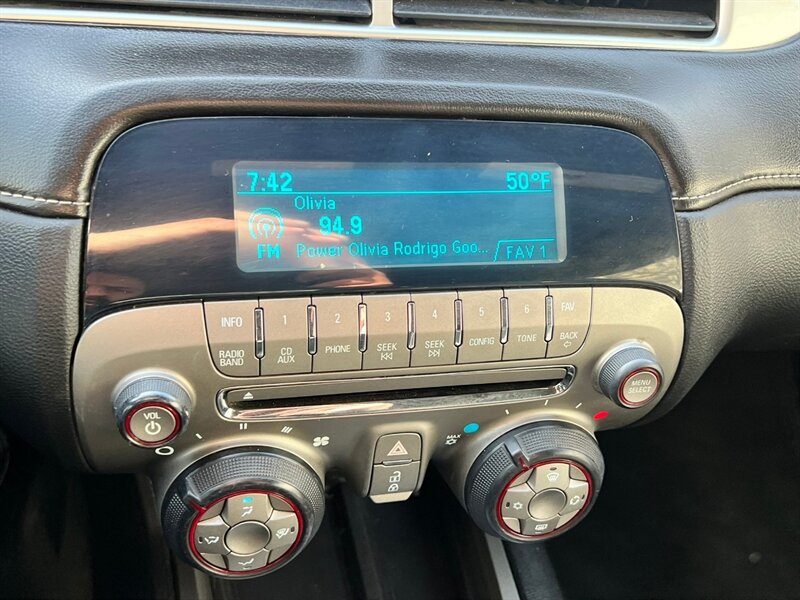 7:42 50°F
Olivia
94.9
FM Power Olivia Rodrigo Goo... FAV 1
INFO 1 2 3 4 5 6 FAV
RADIO BAND CD AUX PHONE SEEK SEEK CONFIG TONE BACK
VOL
MENU SELECT
MAX